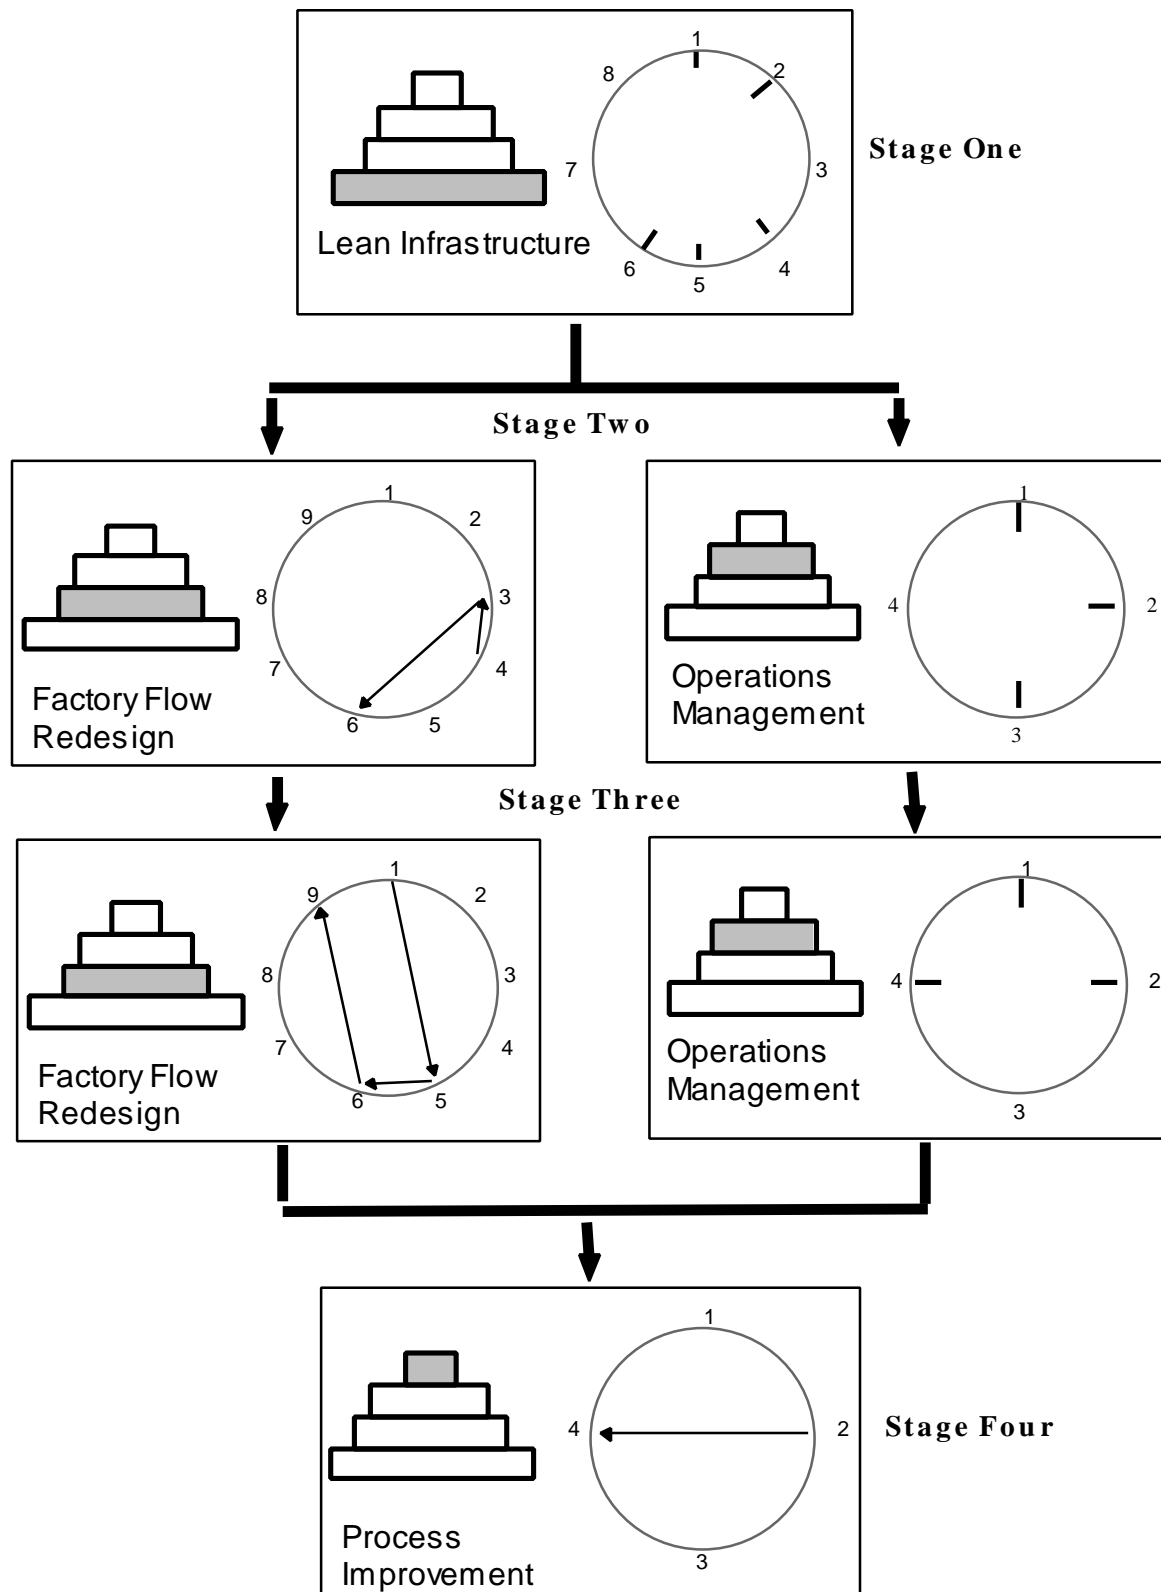 1
8
2
Stage One
7
3
Lean Infrastructure
6
4
5
Stage Two
1
9
2
8
3
7
4
Factory Flow
Redesign
6
5
1
4
2
Operations
Management
3
Stage Three
1
9
2
8
3
7
4
Factory Flow
Redesign
6
5
1
4
2
Operations
Management
3
1
4
2
Stage Four
Process
Improvement
3